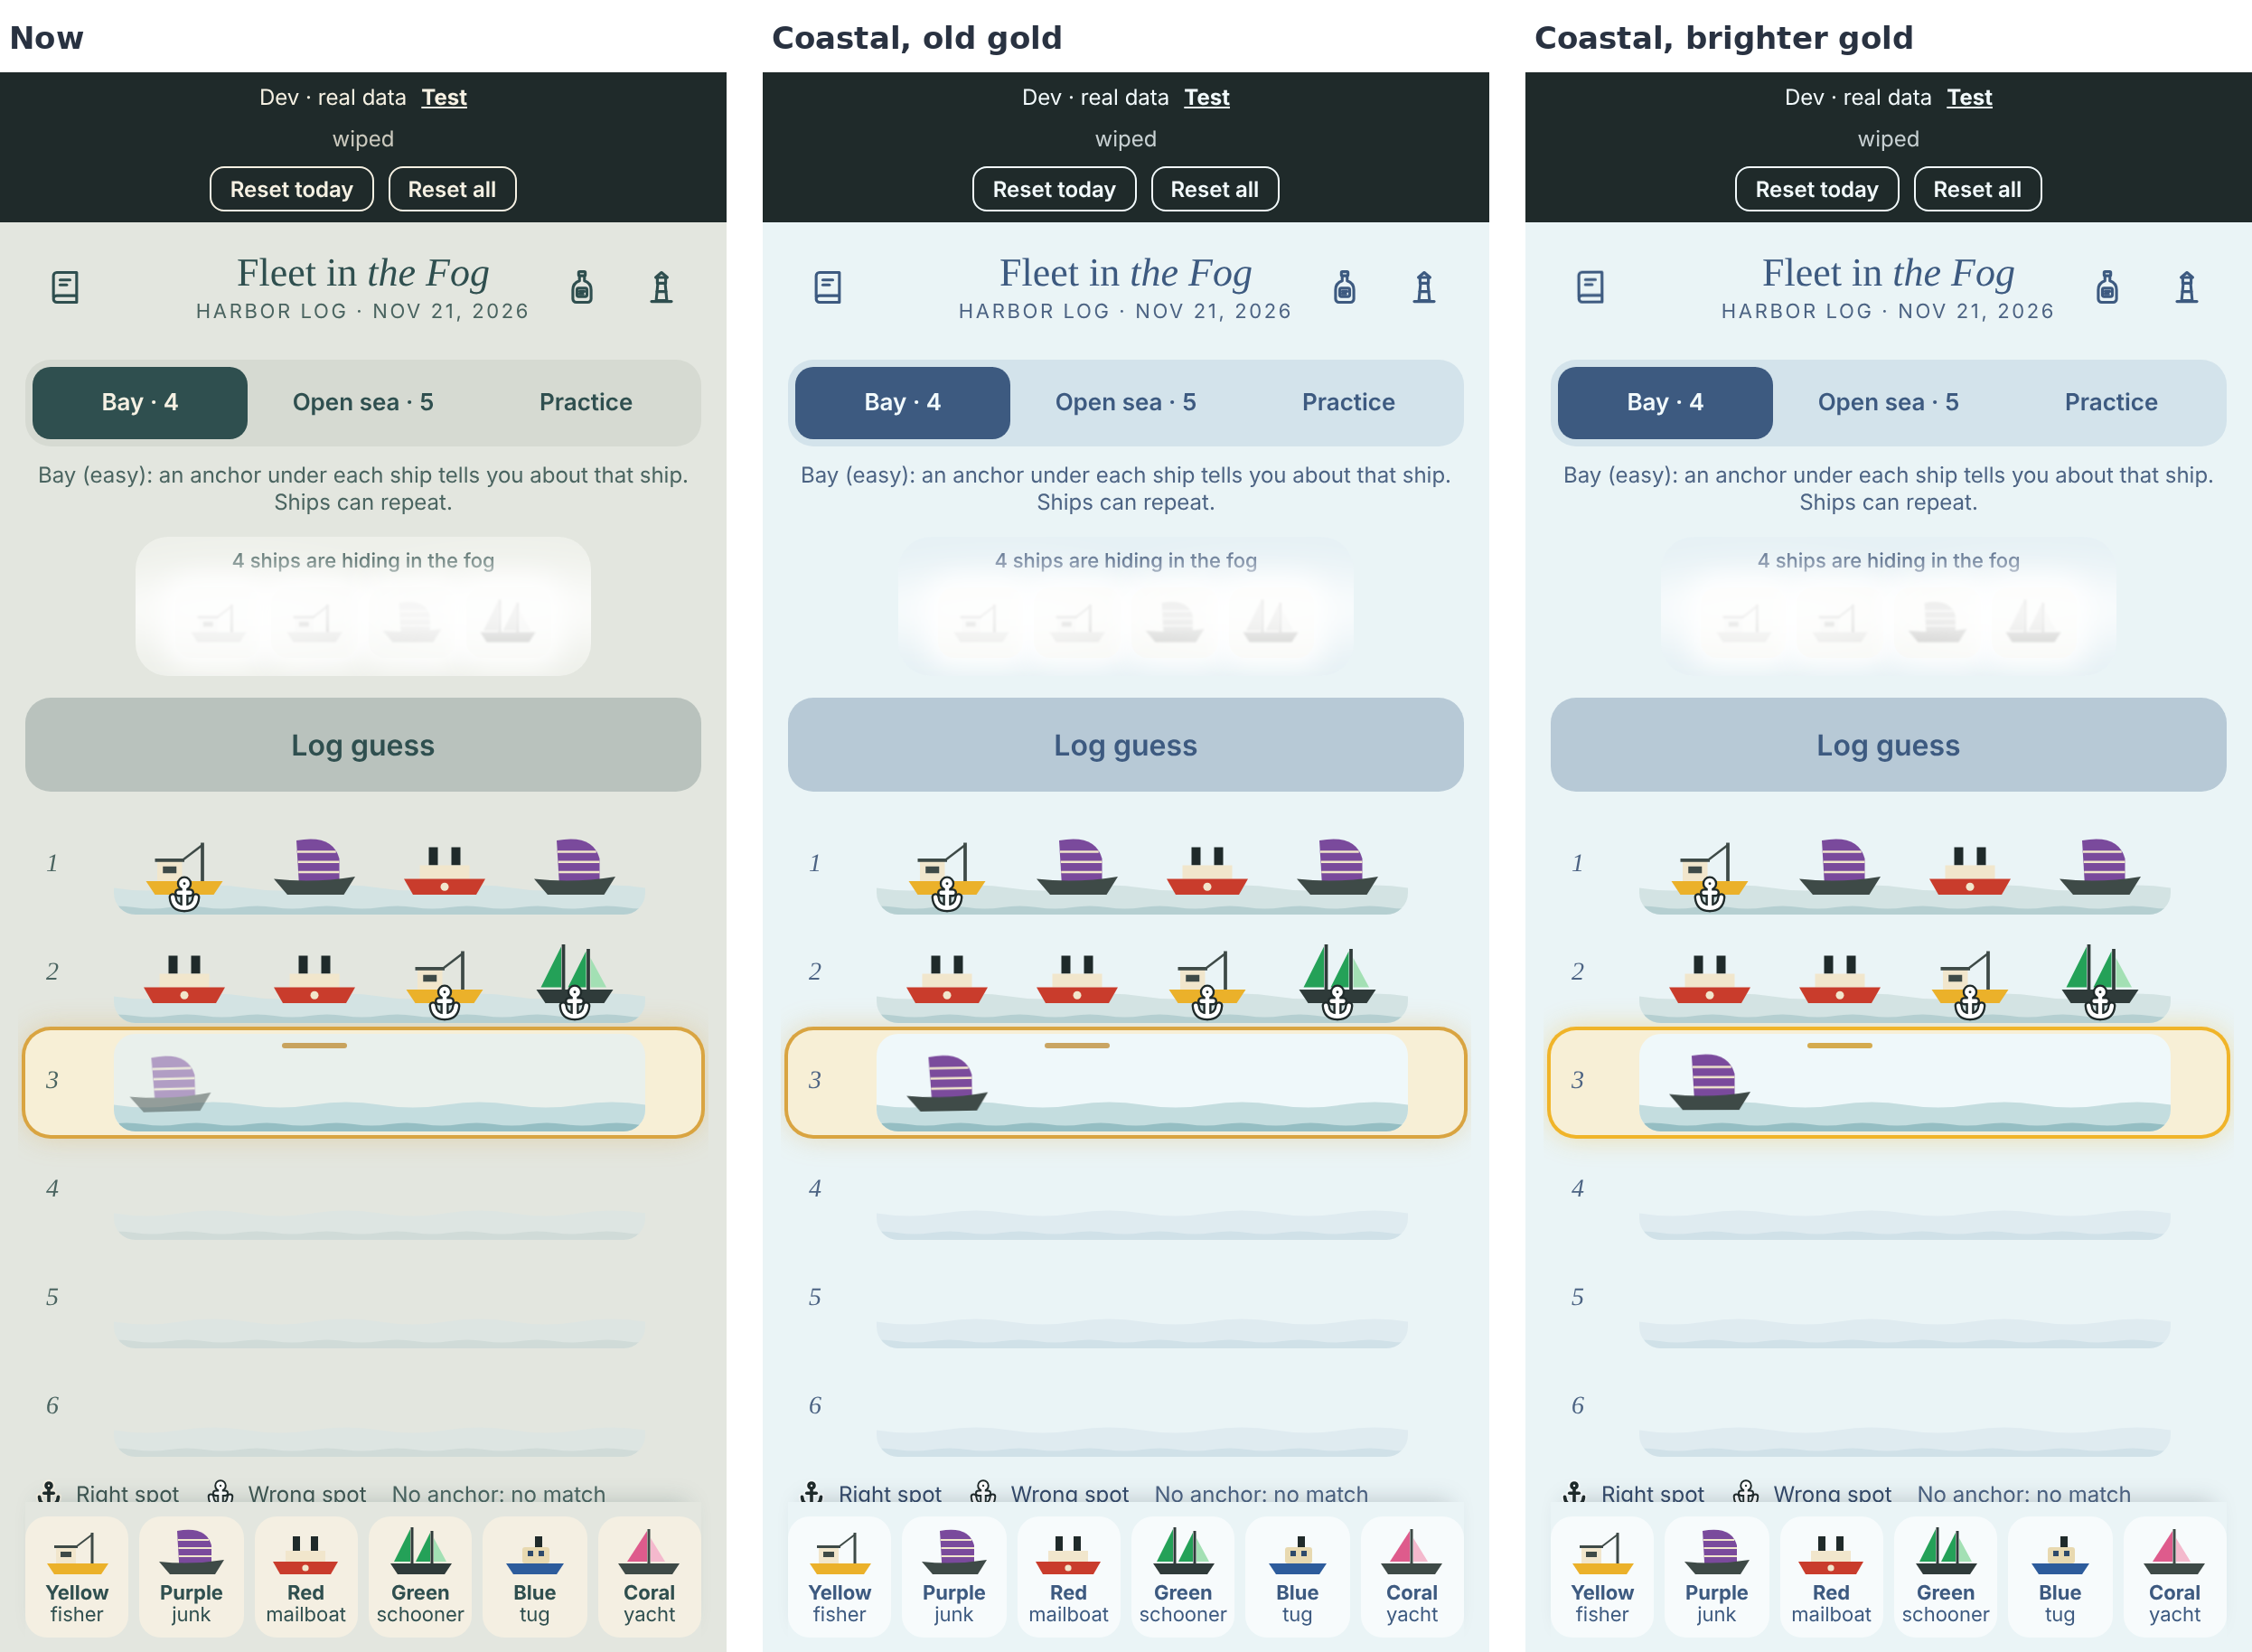 Now
Dev · real data Test
wiped
Reset today Reset all
Fleet in the Fog
HARBOR LOG · NOV 21, 2026
Bay · 4 Open sea · 5 Practice
Bay (easy): an anchor under each ship tells you about that ship.
Ships can repeat.
4 ships are hiding in the fog
Log guess
1
2
3
4
5
6
Right spot Wrong spot No anchor: no match
Yellow Purple Red Green Blue Coral
fisher junk mailboat schooner tug yacht
Coastal, old gold
Dev · real data Test
wiped
Reset today Reset all
Fleet in the Fog
HARBOR LOG · NOV 21, 2026
Bay · 4 Open sea · 5 Practice
Bay (easy): an anchor under each ship tells you about that ship.
Ships can repeat.
4 ships are hiding in the fog
Log guess
1
2
3
4
5
6
Right spot Wrong spot No anchor: no match
Yellow Purple Red Green Blue Coral
fisher junk mailboat schooner tug yacht
Coastal, brighter gold
Dev · real data Test
wiped
Reset today Reset all
Fleet in the Fog
HARBOR LOG · NOV 21, 2026
Bay · 4 Open sea · 5 Practice
Bay (easy): an anchor under each ship tells you about that ship.
Ships can repeat.
4 ships are hiding in the fog
Log guess
1
2
3
4
5
6
Right spot Wrong spot No anchor: no match
Yellow Purple Red Green Blue Coral
fisher junk mailboat schooner tug yacht